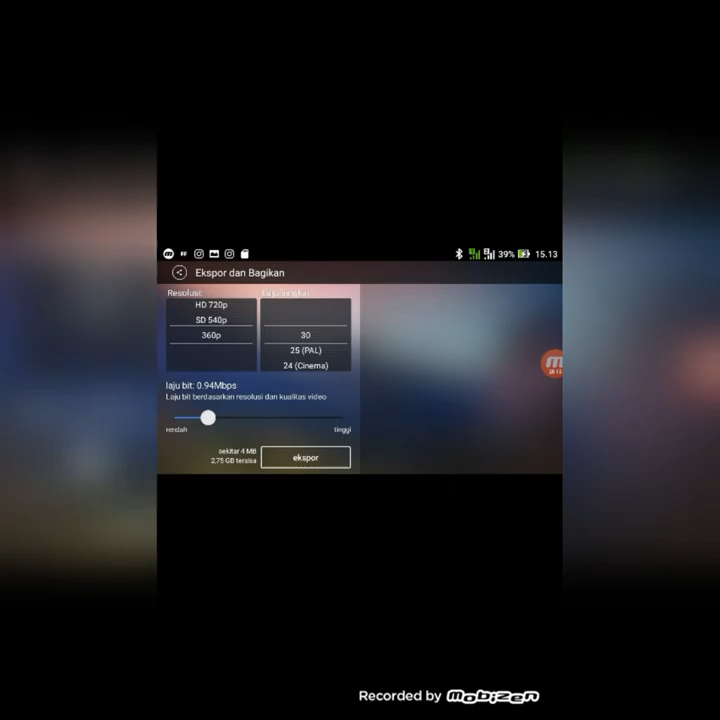 39% 15.13
Ekspor dan Bagikan
Resolusi:
HD 720p
SD 540p
360p
30
25 (PAL)
24 (Cinema)
laju bit: 0.94Mbps
Laju bit berdasarkan resolusi dan kualitas video
rendah
tinggi
sekitar 4 MB
2,75 GB tersisa
ekspor
Recorded by mobizen